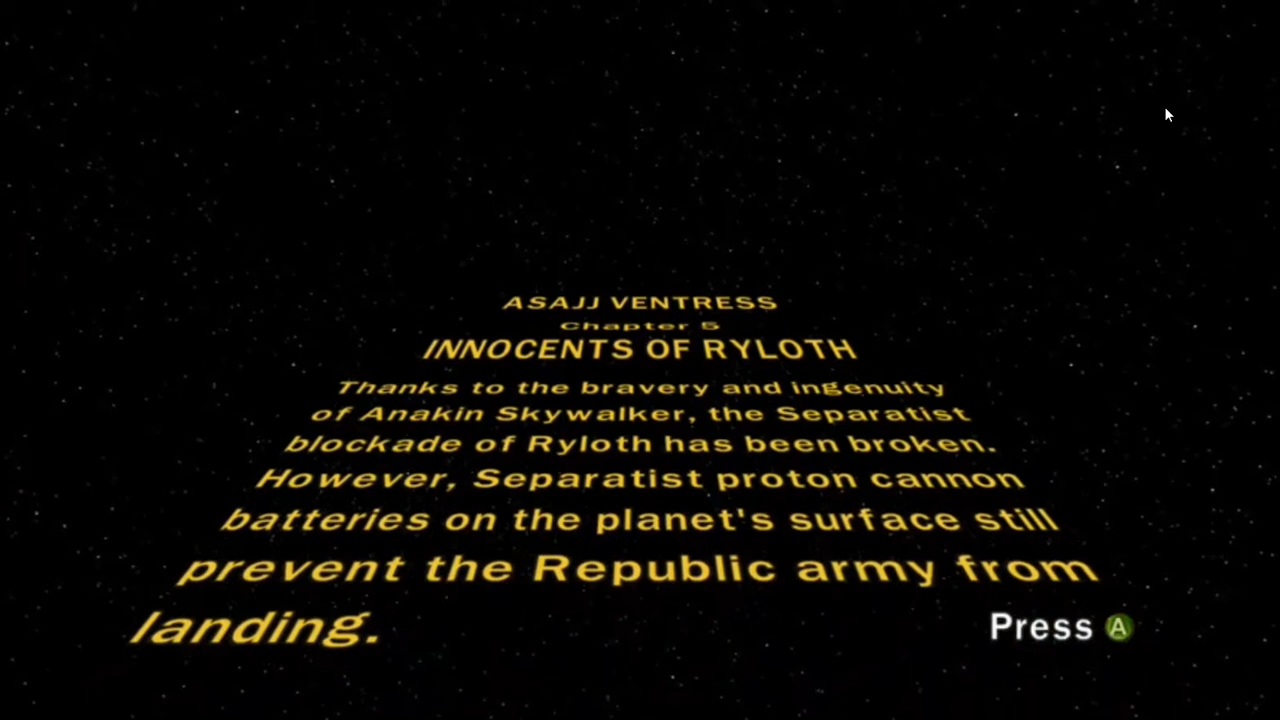 ASAJJ VENTRESS
Chapter 5
INNOCENTS OF RYLOTH
Thanks to the bravery and ingenuity
of Anakin Skywalker, the Separatist
blockade of Ryloth has been broken.
However, Separatist proton cannon
batteries on the planet's surface still
prevent the Republic army from
landing.
Press A